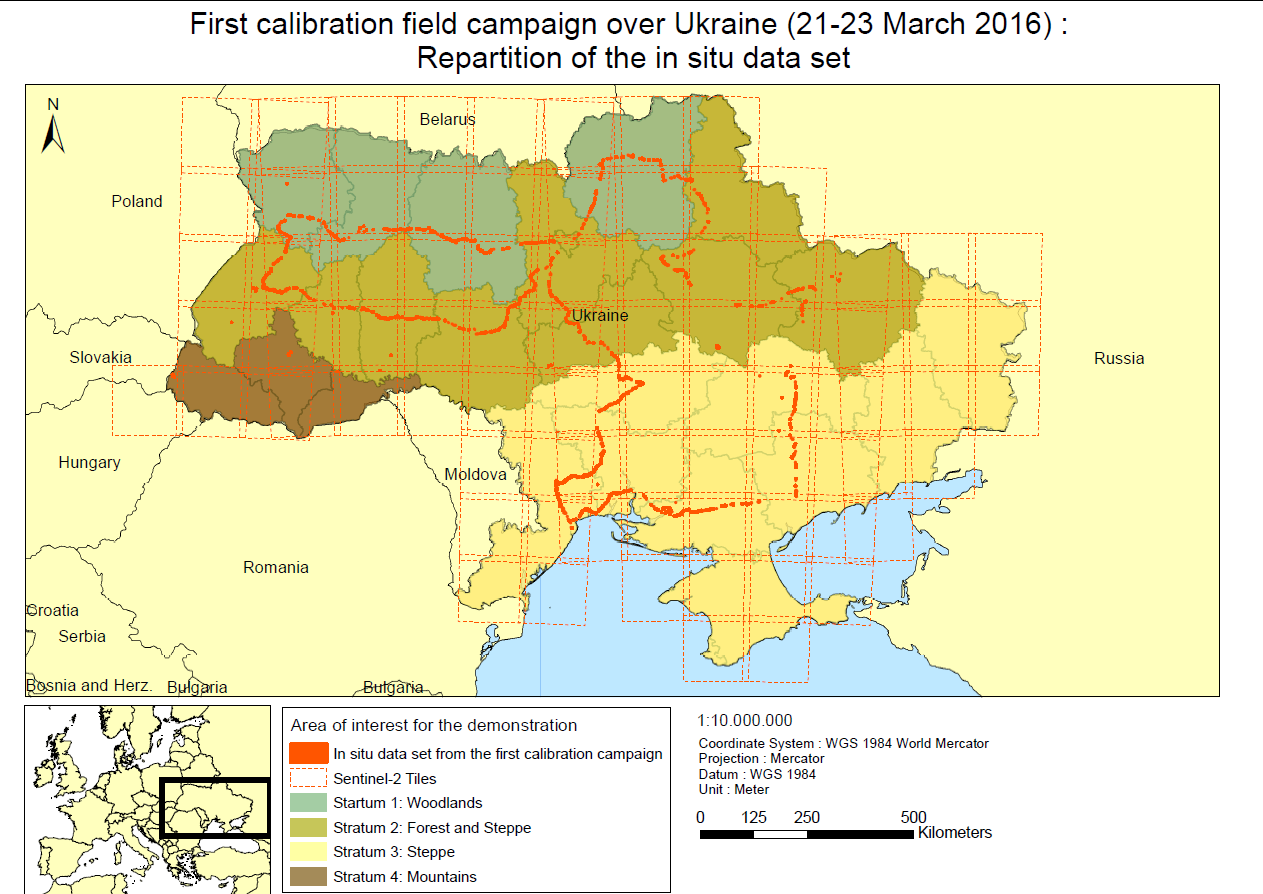 First calibration field campaign over Ukraine (21-23 March 2016) :
Repartition of the in situ data set
N
Belarus
Poland
Ukraine
Slovakia
Russia
Hungary
Moldova
Romania
Croatia
Serbia
Bosnia and Herz.
Bulgaria
Bulgaria
Area of interest for the demonstration
In situ data set from the first calibration campaign
Sentinel-2 Tiles
Startum 1: Woodlands
Stratum 2: Forest and Steppe
Stratum 3: Steppe
Stratum 4: Mountains
1:10.000.000
Coordinate System : WGS 1984 World Mercator
Projection : Mercator
Datum : WGS 1984
Unit : Meter
0 125 250 500
Kilometers